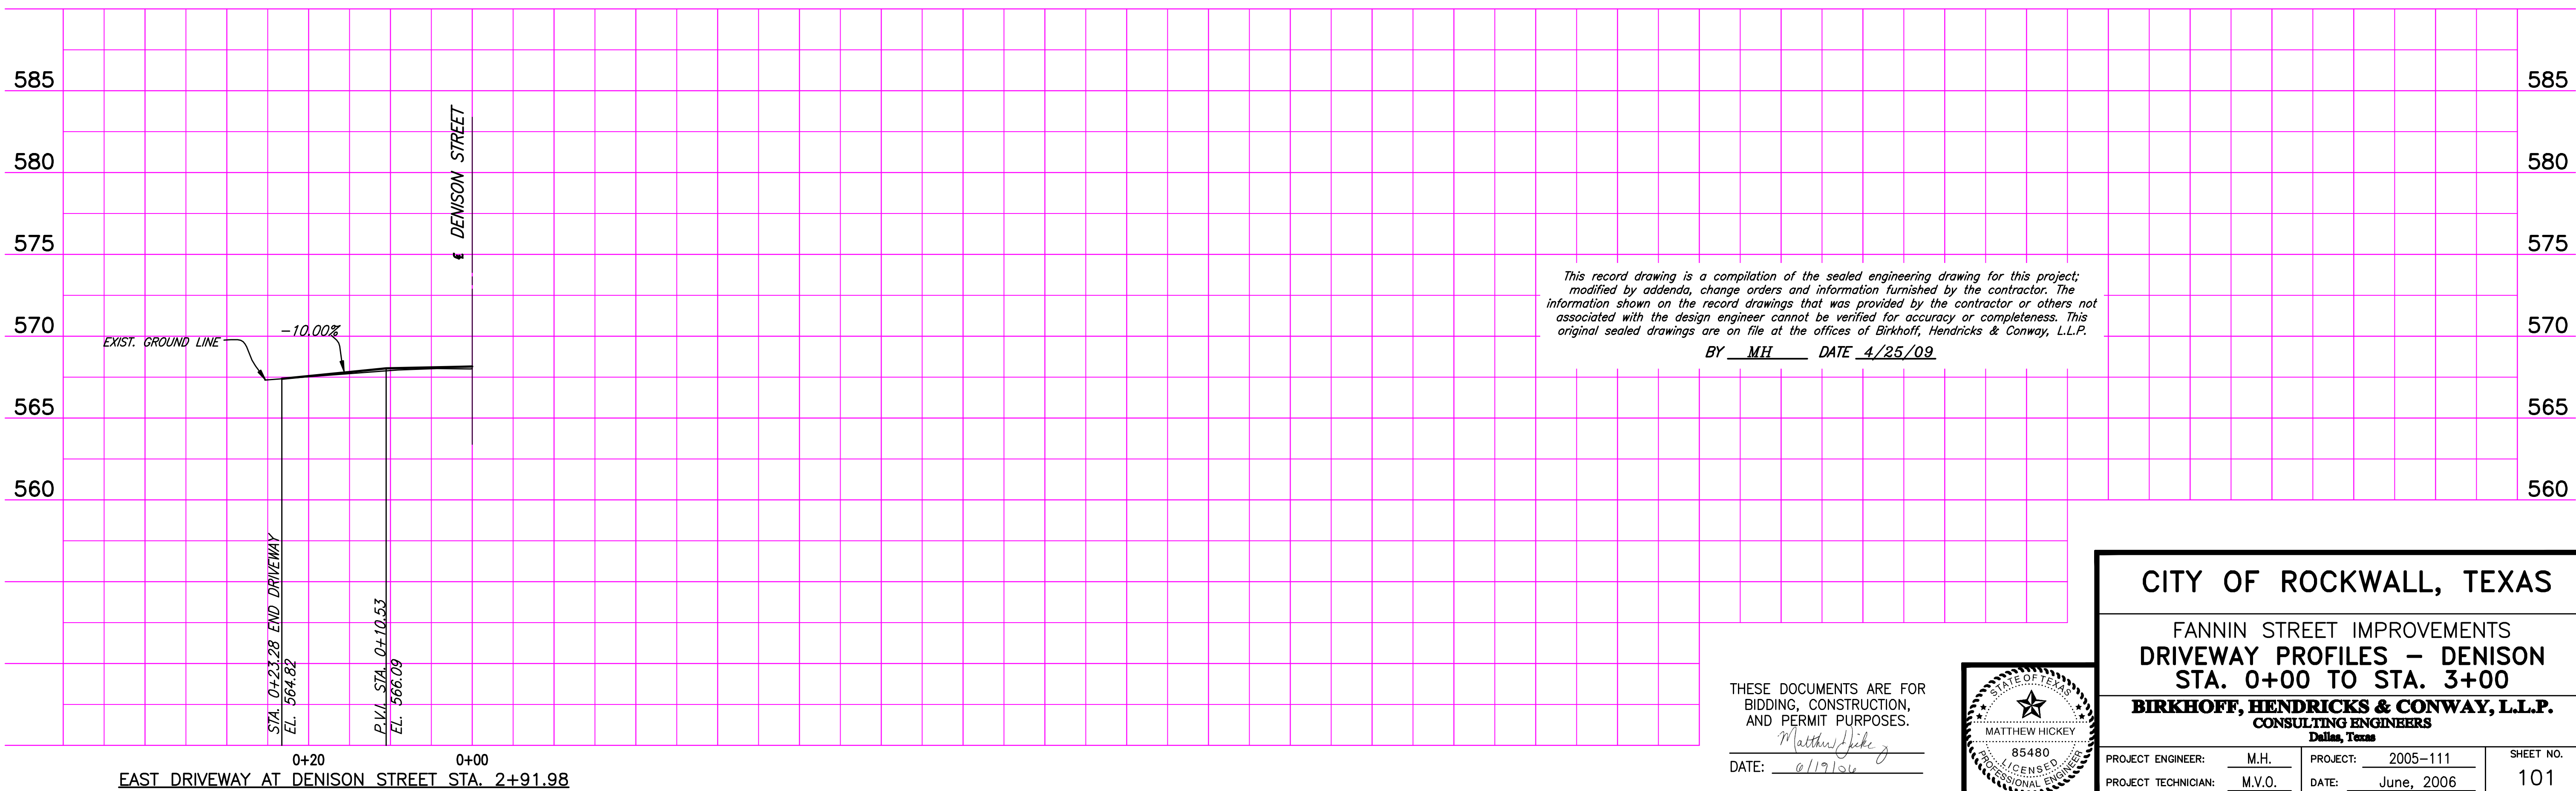 585
580
575
570
565
560
℄ DENISON STREET
-10.00%
EXIST. GROUND LINE
STA. 0+23.28 END DRIVEWAY
EL. 564.82
P.V.I. STA. 0+10.53
EL. 566.09
0+20
0+00
EAST DRIVEWAY AT DENISON STREET STA. 2+91.98
This record drawing is a compilation of the sealed engineering drawing for this project;
modified by addenda, change orders and information furnished by the contractor. The
information shown on the record drawings that was provided by the contractor or others not
associated with the design engineer cannot be verified for accuracy or completeness. This
original sealed drawings are on file at the offices of Birkhoff, Hendricks & Conway, L.L.P.
BY MH DATE 4/25/09
585
580
575
570
565
560
THESE DOCUMENTS ARE FOR
BIDDING, CONSTRUCTION,
AND PERMIT PURPOSES.
Matthew Hickey
DATE: 6/19/06
STATE OF TEXAS
MATTHEW HICKEY
85480
LICENSED
PROFESSIONAL ENGINEER
CITY OF ROCKWALL, TEXAS
FANNIN STREET IMPROVEMENTS
DRIVEWAY PROFILES - DENISON
STA. 0+00 TO STA. 3+00
BIRKHOFF, HENDRICKS & CONWAY, L.L.P.
CONSULTING ENGINEERS
Dallas, Texas
PROJECT ENGINEER: M.H.
PROJECT: 2005-111
SHEET NO.
PROJECT TECHNICIAN: M.V.O.
DATE: June, 2006
101